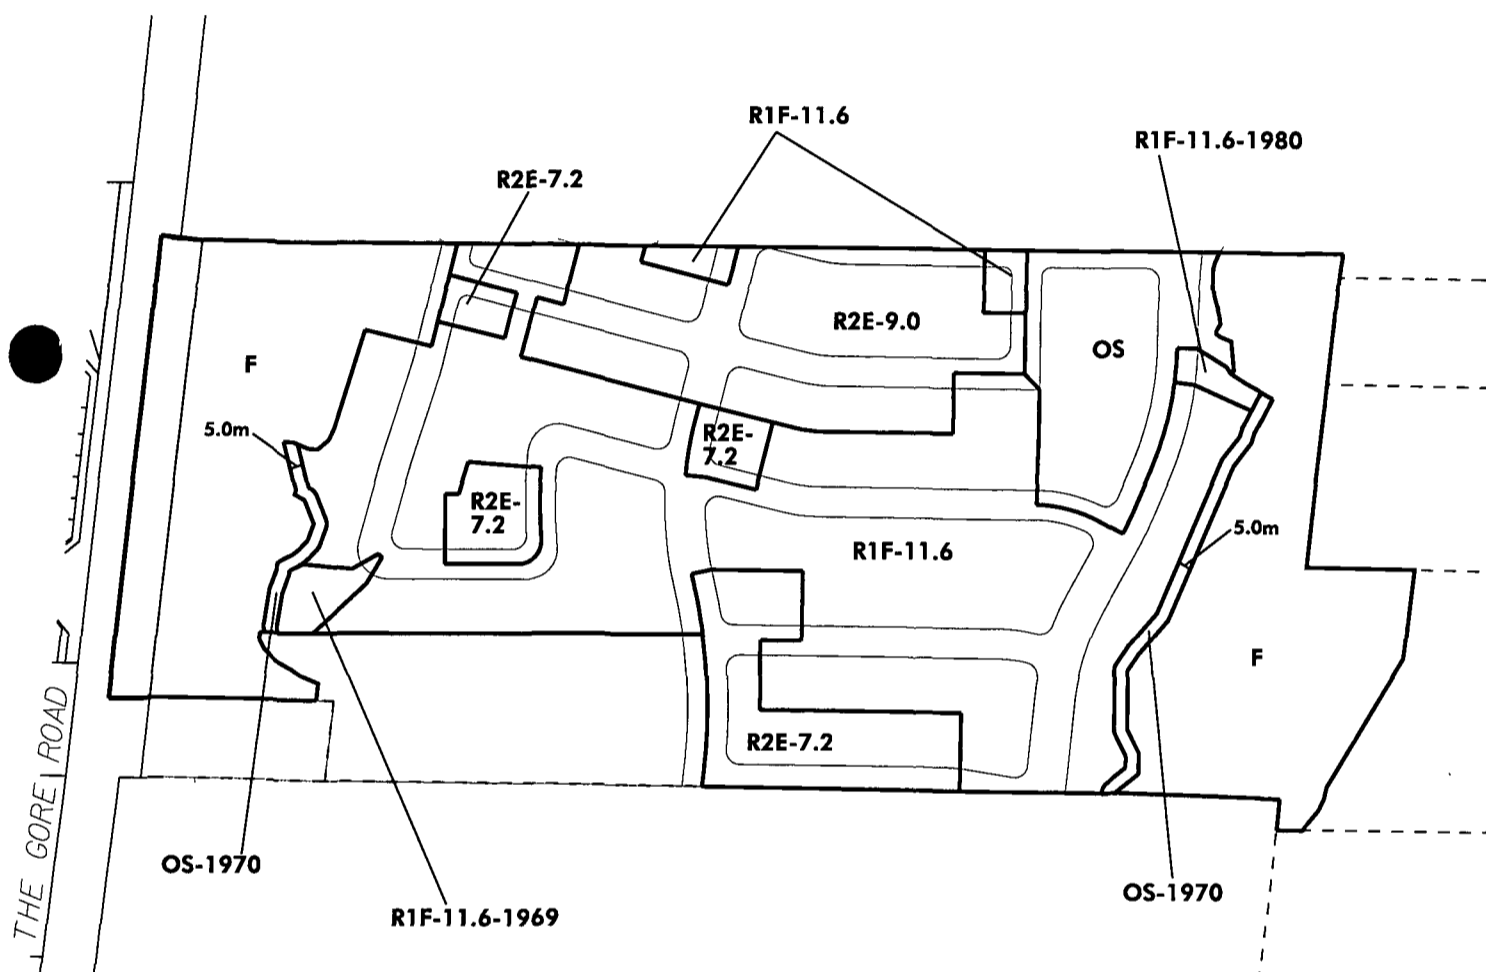 R1F-11.6
R1F-11.6-1980
R2E-7.2
R2E-9.0
OS
F
5.0m
R2E-
7.2
R2E-
7.2
5.0m
R1F-11.6
F
R2E-7.2
THE GORE ROAD
OS-1970
OS-1970
R1F-11.6-1969